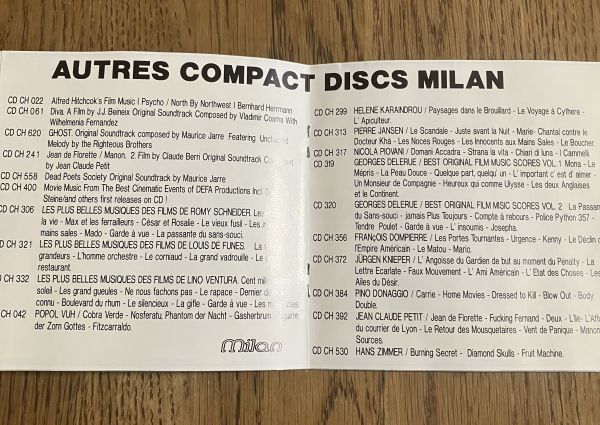 AUTRES COMPACT DISCS MILAN
CD CH 022 Alfred Hitchcok's Film Music ( Psycho / North By Northwest ) Bernhard Herrmann
CD CH 061 Diva. A Film by J.J. Beineix Original Soundtrack Composed by Vladimir Cosma With
Wilhelmenia Fernandez
CD CH 620 GHOST. Original Soundtrack composed by Maurice Jarre Featering Unchained
Melody by the Righteous Brothers
CD CH 241 Jean de Florette / Manon. 2. Film by Claude Berri Original Soundtrack
by Jean Claude Petit
CD CH 558 Dead Poets Society Original Soundtrack by Maurice Jarre
CD CH 400 Movie Music From The Best Cinematic Events of DEFA Productions Incl.
Steine/and others first releases on CD !
CD CH 306 LES PLUS BELLES MUSIQUES DES FILMS DE ROMY SCHNEIDER. Les
la vie - Max et les ferrailleurs - César et Rosalie - Le vieux fusil - Les
mains sales - Mado - Garde à vue - La passante du sans-souci.
CH 321 LES PLUS BELLES MUSIQUES DES FILMS DE LOUIS DE FUNES. La
grandeurs - L'homme orchestre - Le corniaud - La grand vadrouille - Le
restaurant.
CH 332 LES PLUS BELLES MUSIQUES DES FILMS DE LINO VENTURA. Cent
soleil - Les grand gueules - Ne nous fachons pas - Le rapace - Dernier
connu - Boulevard du rhum - Le silencieux - La gifle - Garde à vue - Les
CH 042 POPOL VUH / Cobra Verde - Nosferatu, Phantom der Nacht - Gasherbrum
der Zorn Gottes - Fitzcarraldo.
milan
CD CH 299 HELENE KARAINDROU / Paysages dans le Brouillard - Le Voyage à Cythere -
L' Apiculteur.
CD CH 313 PIERRE JANSEN / Le Scandale - Juste avant la Nuit - Marie- Chantal contre le
Docteur Kha - Les Noces Rouges - Les Innocents aux Mains Sales - Le Boucher.
CD CH 317 NICOLA PIOVANI / Domani Accadra - Strana la vita - Chiari di luna - I Cammelli
CD 319 GEORGES DELERUE / BEST ORIGINAL FILM MUSIC SCORES VOL. 1 Mona - Le
Mépris - La Peau Douce - Quelque part, quelqu' un - L' important c' est d' aimer -
Un Monsieur de Compagnie - Heureux qui comme Ulysse - Les deux Anglaises
et le Continent.
CD 320 GEORGES DELERUE / BEST ORIGINAL FILM MSIC SCORES VOL. 2 La Passante
du Sans-souci - jamais Plus Toujours - Compte à rebours - Police Python 357 -
Tendre Poulet - Garde à vue - L' insoumis - Josepha.
CD CH 356 FRANÇOIS DOMPIERRE / Les Portes Tournantes - Urgence - Kenny - Le Déclin
l'Empire Américain - Le Matou - Mario.
CD CH 372 JÜRGEN KNIEPER / L' Angoisse du Gardien de but au moment du Pénalty - La
Lettre Ecarlate - Faux Mouvement - L' Ami Américain - L' Etat des Choses - Les
Ailes du Désir.
CD CH 384 PINO DONAGGIO / Carrie - Home Movies - Dressed to Kill - Blow Out - Body
Double.
CD CH 392 JEAN CLAUDE PETIT / Jean de Florette - Fucking Fernand - Deux - L'Ile-
du courrier de Lyon - Le Retour des Mousquetaires - Vent de Panique - Manon
Sources.
CD CH 530 HANS ZIMMER / Burning Secret - Diamond Skulls - Fruit Machine.